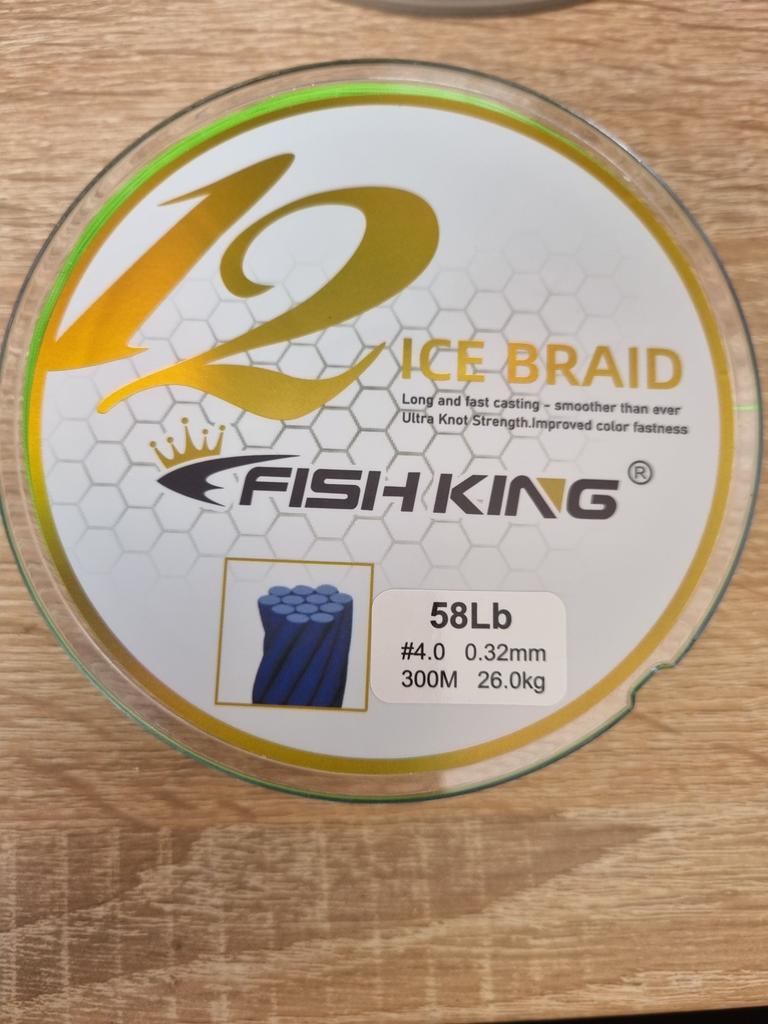 12
ICE BRAID
Long and fast casting - smoother than ever
Ultra Knot Strength.Improved color fastness
FISH KING ®
58Lb
#4.0 0.32mm
300M 26.0kg